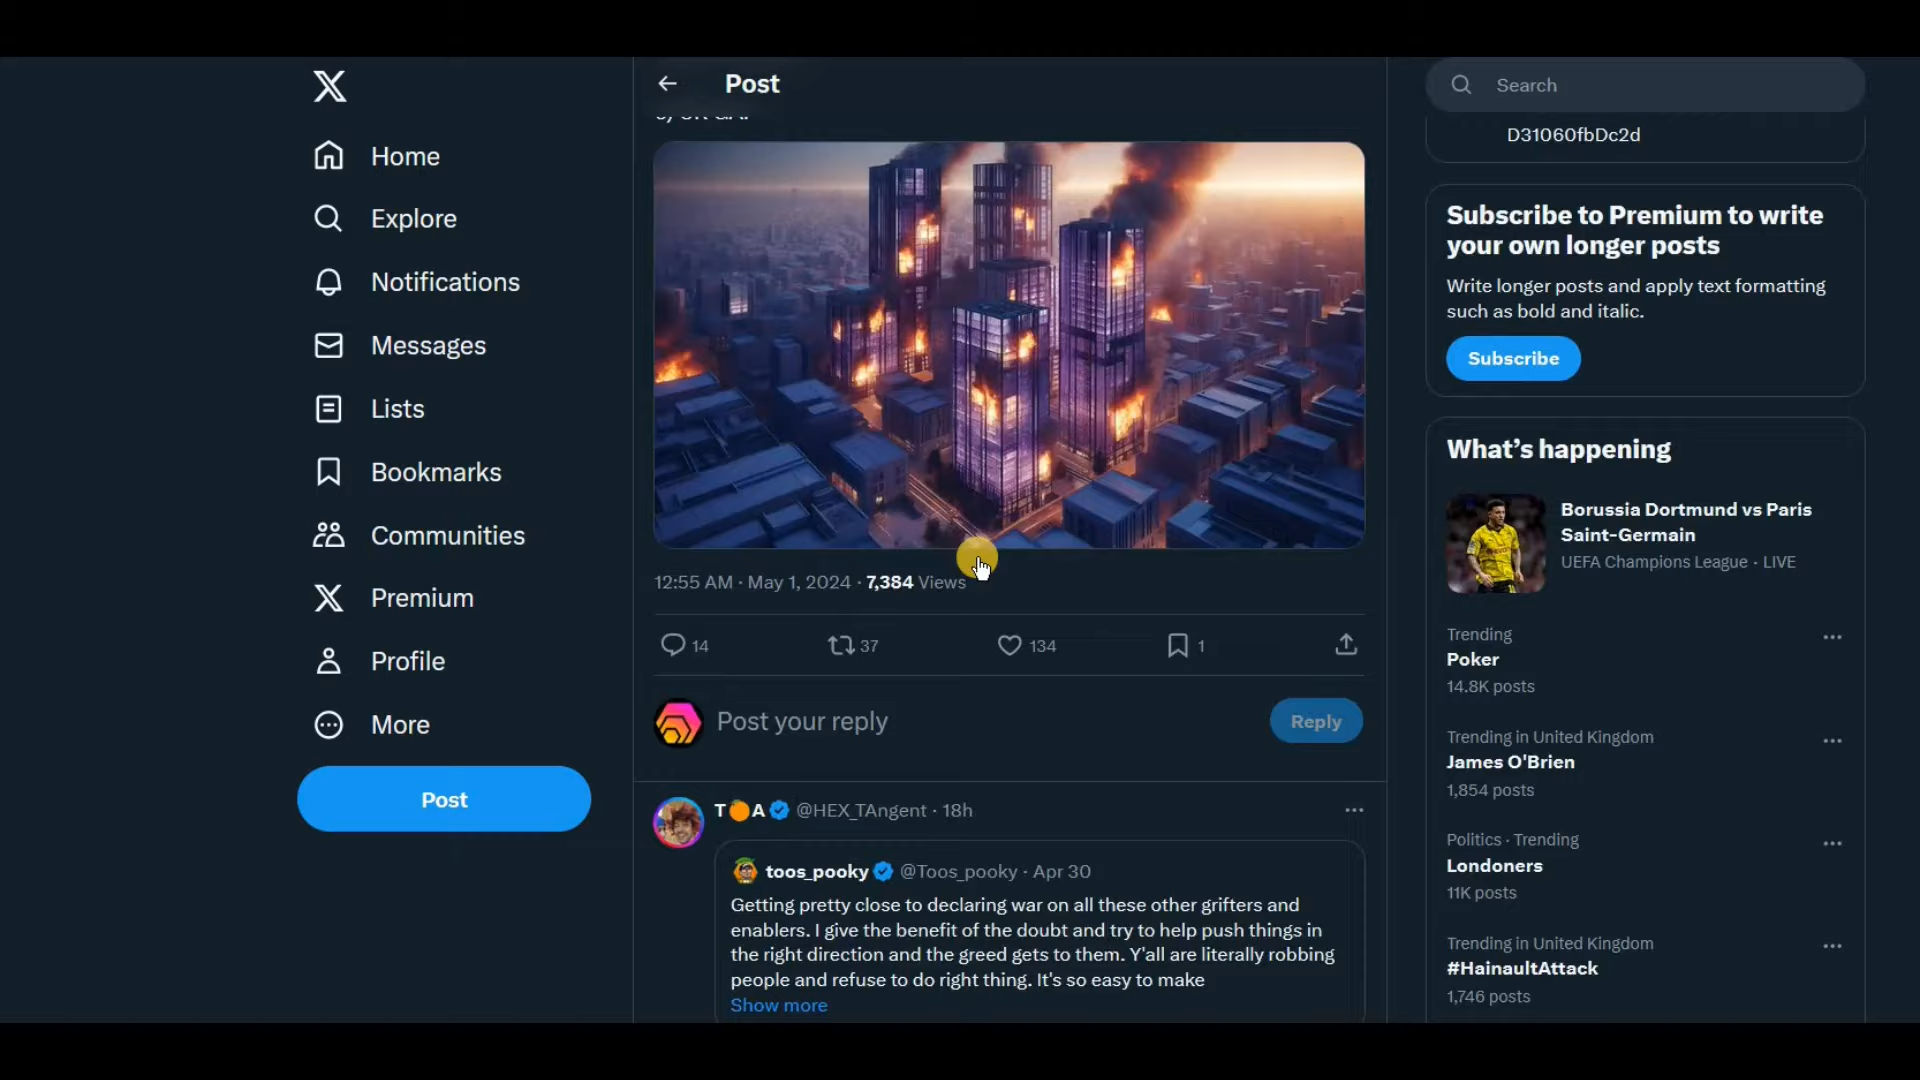 Home
Explore
Notifications
Messages
Lists
Bookmarks
Communities
Premium
Profile
More
Post
Post
12:55 AM · May 1, 2024 · 7,384 Views
14
37
134
1
Post your reply
Reply
T🍊A @HEX_TAngent · 18h
toos_pooky @Toos_pooky · Apr 30
Getting pretty close to declaring war on all these other grifters and
enablers. I give the benefit of the doubt and try to help push things in
the right direction and the greed gets to them. Y'all are literally robbing
people and refuse to do right thing. It's so easy to make
Show more
Search
D31060fbDc2d
Subscribe to Premium to write
your own longer posts
Write longer posts and apply text formatting
such as bold and italic.
Subscribe
What's happening
Borussia Dortmund vs Paris
Saint-Germain
UEFA Champions League · LIVE
Trending
Poker
14.8K posts
Trending in United Kingdom
James O'Brien
1,854 posts
Politics · Trending
Londoners
11K posts
Trending in United Kingdom
#HainaultAttack
1,746 posts